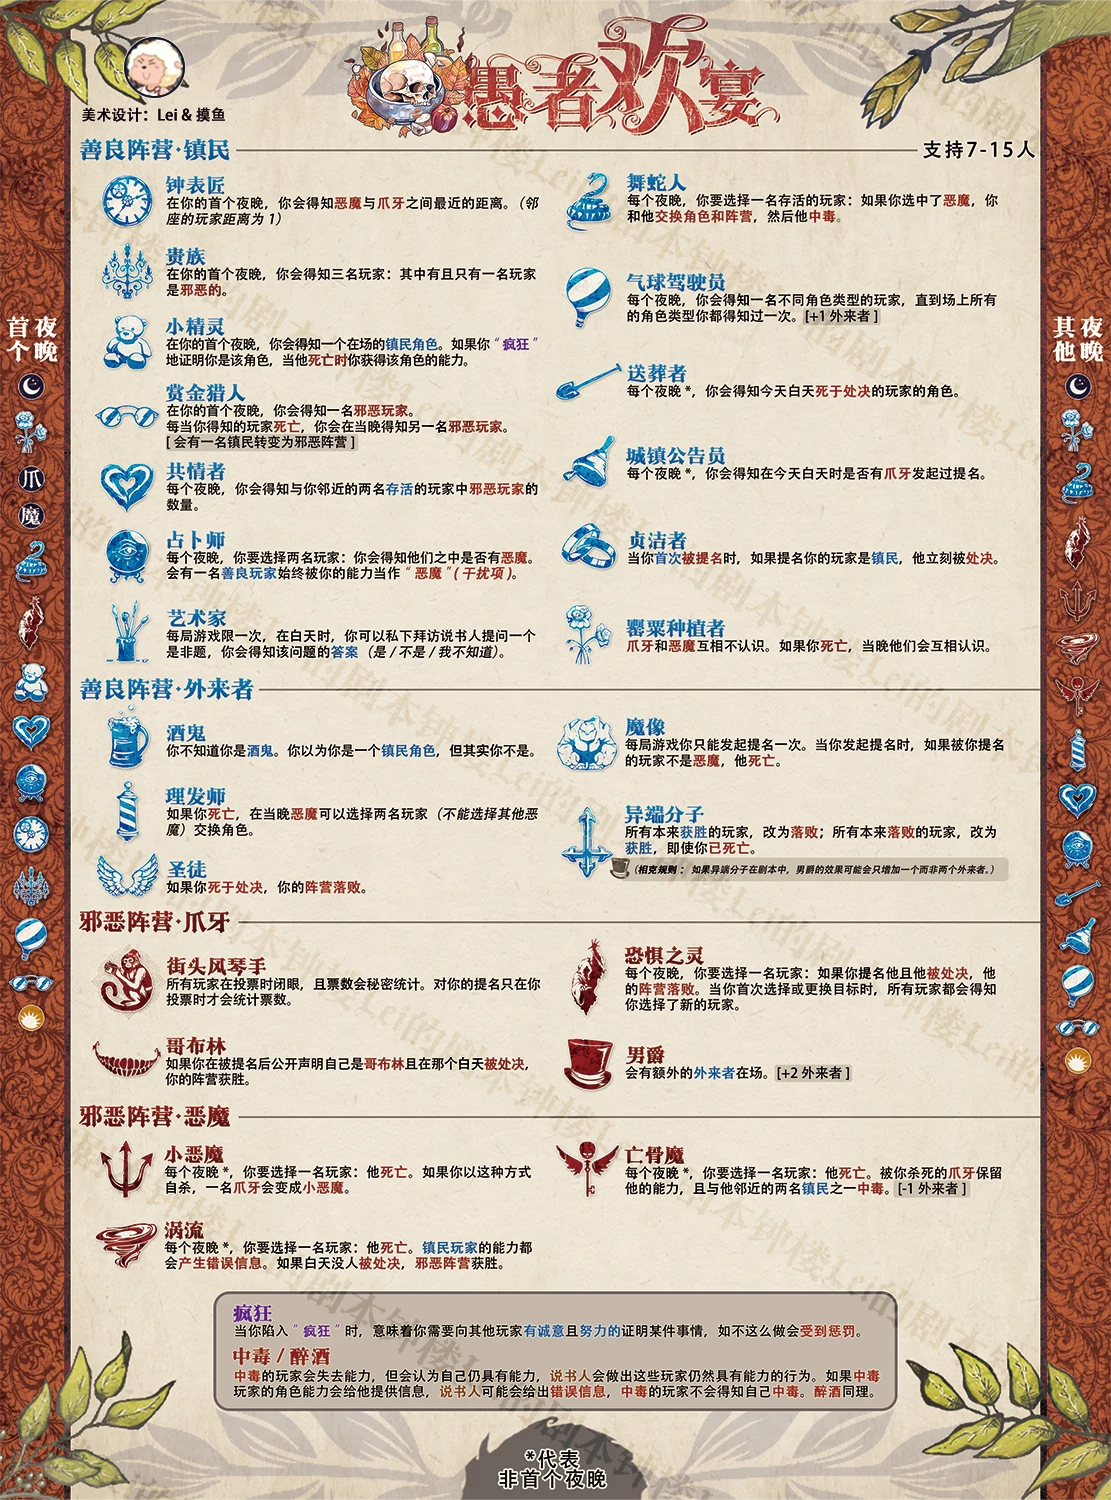 愚者欢宴
美术设计：Lei & 摸鱼
善良阵营·镇民
支持7-15人
钟表匠
在你的首个夜晚，你会得知恶魔与爪牙之间最近的距离。（邻
座的玩家距离为 1）
贵族
在你的首个夜晚，你会得知三名玩家：其中有且只有一名玩家
是邪恶的。
小精灵
在你的首个夜晚，你会得知一个在场的镇民角色。如果你“疯狂”
地证明你是该角色，当他死亡时你获得该角色的能力。
赏金猎人
在你的首个夜晚，你会得知一名邪恶玩家。
每当你得知的玩家死亡，你会在当晚得知另一名邪恶玩家。
[ 会有一名镇民转变为邪恶阵营 ]
共情者
每个夜晚，你会得知与你邻近的两名存活的玩家中邪恶玩家的
数量。
占卜师
每个夜晚，你要选择两名玩家：你会得知他们之中是否有恶魔。
会有一名善良玩家始终被你的能力当作“恶魔”( 干扰项 )。
艺术家
每局游戏限一次，在白天时，你可以私下拜访说书人提问一个
是非题，你会得知该问题的答案（是 / 不是 / 我不知道）。
舞蛇人
每个夜晚，你要选择一名存活的玩家：如果你选中了恶魔，你
和他交换角色和阵营，然后他中毒。
气球驾驶员
每个夜晚，你会得知一名不同角色类型的玩家，直到场上所有
的角色类型你都得知过一次。[+1 外来者 ]
送葬者
每个夜晚 *，你会得知今天白天死于处决的玩家的角色。
城镇公告员
每个夜晚 *，你会得知在今天白天时是否有爪牙发起过提名。
贞洁者
当你首次被提名时，如果提名你的玩家是镇民，他立刻被处决。
罂粟种植者
爪牙和恶魔互相不认识。如果你死亡，当晚他们会互相认识。
善良阵营·外来者
酒鬼
你不知道你是酒鬼。你以为你是一个镇民角色，但其实你不是。
理发师
如果你死亡，在当晚恶魔可以选择两名玩家（不能选择其他恶
魔）交换角色。
圣徒
如果你死于处决，你的阵营落败。
魔像
每局游戏你只能发起提名一次。当你发起提名时，如果被你提名
的玩家不是恶魔，他死亡。
异端分子
所有本来获胜的玩家，改为落败；所有本来落败的玩家，改为
获胜，即使你已死亡。
（相克规则 ：如果异端分子在剧本中，男爵的效果可能会只增加一个而非两个外来者。）
邪恶阵营·爪牙
街头风琴手
所有玩家在投票时闭眼，且票数会秘密统计。对你的提名只在你
投票时才会统计票数。
哥布林
如果你在被提名后公开声明自己是哥布林且在那个白天被处决，
你的阵营获胜。
恐惧之灵
每个夜晚，你要选择一名玩家：如果你提名他且他被处决，他
的阵营落败。当你首次选择或更换目标时，所有玩家都会得知
你选择了新的玩家。
男爵
会有额外的外来者在场。[+2 外来者 ]
邪恶阵营·恶魔
小恶魔
每个夜晚 *，你要选择一名玩家：他死亡。如果你以这种方式
自杀，一名爪牙会变成小恶魔。
涡流
每个夜晚 *，你要选择一名玩家：他死亡。镇民玩家的能力都
会产生错误信息。如果白天没人被处决，邪恶阵营获胜。
亡骨魔
每个夜晚 *，你要选择一名玩家：他死亡。被你杀死的爪牙保留
他的能力，且与他邻近的两名镇民之一中毒。[-1 外来者 ]
疯狂
当你陷入“疯狂”时，意味着你需要向其他玩家有诚意且努力的证明某件事情，如不这么做会受到惩罚。
中毒 / 醉酒
中毒的玩家会失去能力，但会认为自己仍具有能力，说书人会做出这些玩家仍然具有能力的行为。如果中毒
玩家的角色能力会给他提供信息，说书人可能会给出错误信息，中毒的玩家不会得知自己中毒。醉酒同理。
*代表
非首个夜晚
首个夜晚
爪
魔
其他夜晚